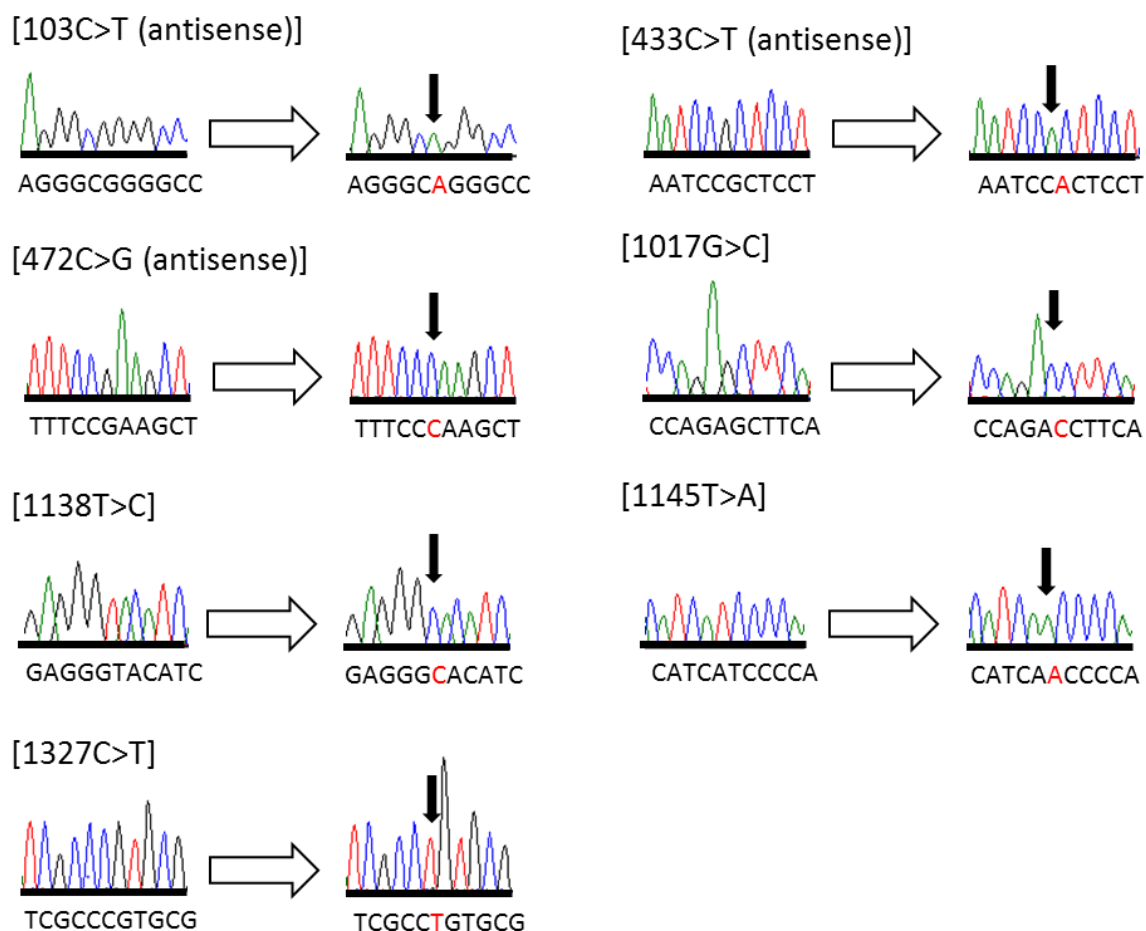 [103C>T (antisense)]
AGGGCGGGGCC
AGGGCAGGGCC
[433C>T (antisense)]
AATCCGCTCCT
AATCCACTCCT
[472C>G (antisense)]
TTTCCGAAGCT
TTTCCCAAGCT
[1017G>C]
CCAGAGCTTCA
CCAGACCTTCA
[1138T>C]
GAGGGTACATC
GAGGGCACATC
[1145T>A]
CATCATCCCCA
CATCAACCCCA
[1327C>T]
TCGCCCGTGCG
TCGCCTGTGCG